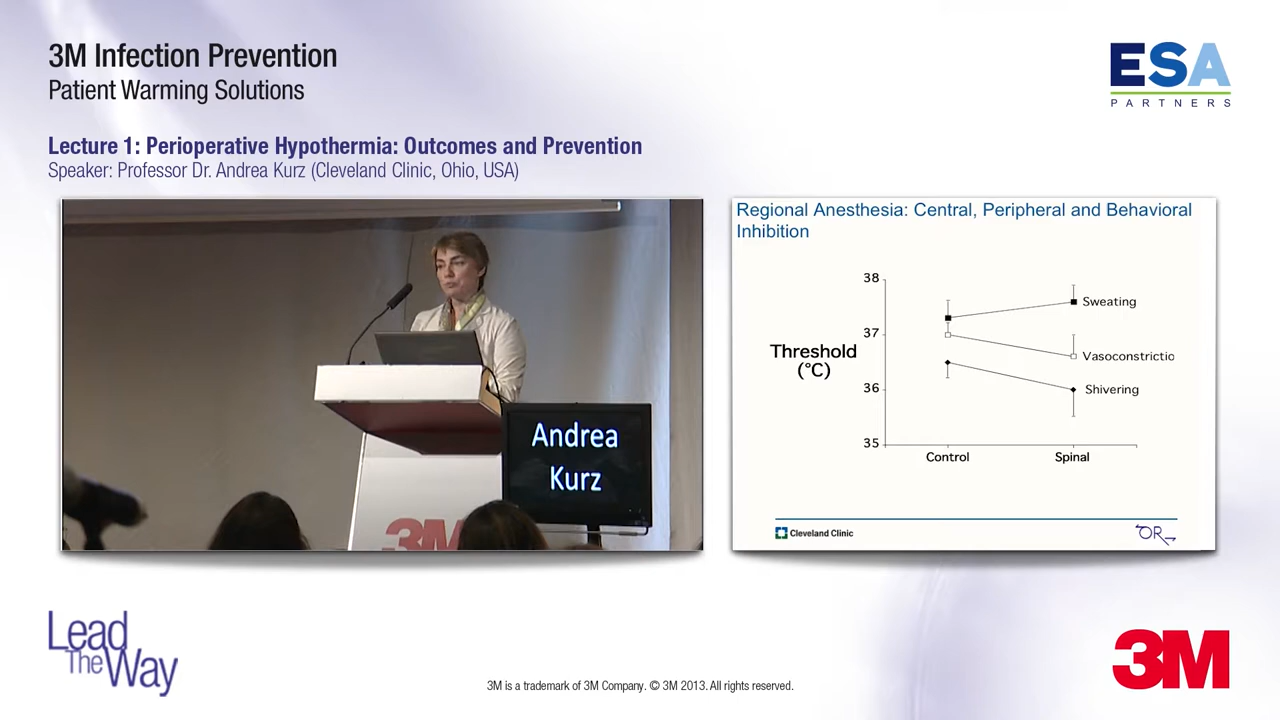 3M Infection Prevention
Patient Warming Solutions
ESA
PARTNERS
Lecture 1: Perioperative Hypothermia: Outcomes and Prevention
Speaker: Professor Dr. Andrea Kurz (Cleveland Clinic, Ohio, USA)
Andrea
Kurz
3M
Regional Anesthesia: Central, Peripheral and Behavioral
Inhibition
38
Sweating
37
Threshold
(°C)
Vasoconstrictio
36
Shivering
35
Control
Spinal
Cleveland Clinic
OR
Lead
The Way
3M is a trademark of 3M Company. © 3M 2013. All rights reserved.
3M